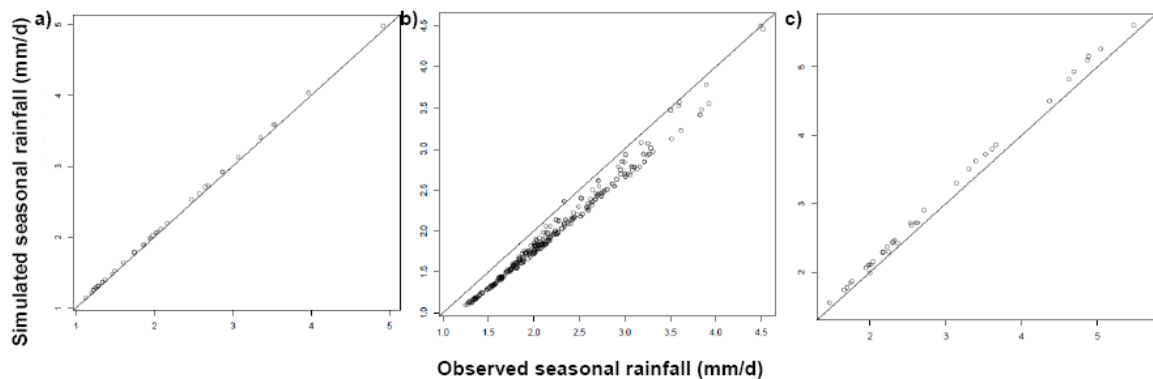 a)
b)
c)
Simulated seasonal rainfall (mm/d)
5
4
3
2
1
1 2 3 4 5
4.5
4.0
3.5
3.0
2.5
2.0
1.5
1.0
1.0 1.5 2.0 2.5 3.0 3.5 4.0 4.5
5
4
3
2
2 3 4 5
Observed seasonal rainfall (mm/d)